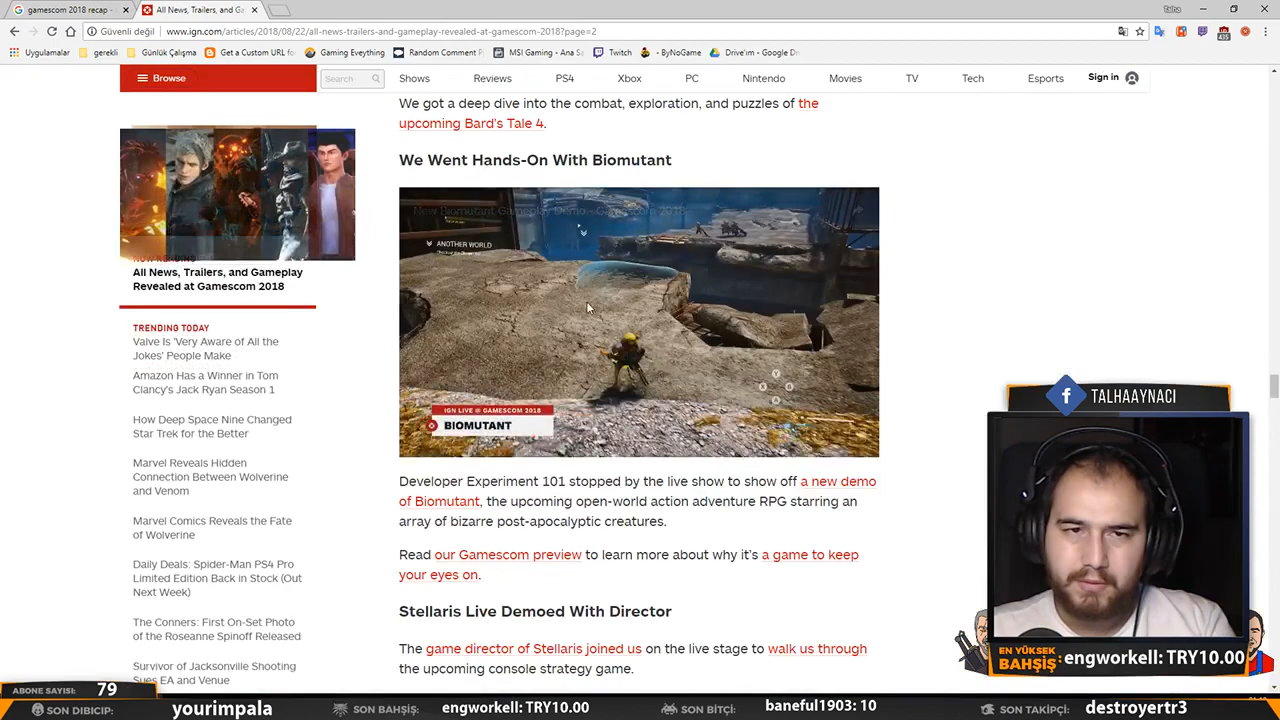 gamescom 2018 recap -
All News, Trailers, and Ga
Talha
Güvenli değil
www.ign.com/articles/2018/08/22/all-news-trailers-and-gameplay-revealed-at-gamescom-2018?page=2
Uygulamalar
gerekli
Günlük Çalışma
Get a Custom URL for
Gaming Eveything
Random Comment P
MSI Gaming - Ana Sa
Twitch
- ByNoGame
Drive'ım - Google Dr
Browse
Search
Shows
Reviews
PS4
Xbox
PC
Nintendo
Movies
TV
Tech
Esports
Sign in
We got a deep dive into the combat, exploration, and puzzles of the
upcoming Bard's Tale 4.
We Went Hands-On With Biomutant
New Biomutant Gameplay Demo - Gamescom 2018
ANOTHER WORLD
IGN LIVE @ GAMESCOM 2018
BIOMUTANT
Developer Experiment 101 stopped by the live show to show off a new demo
of Biomutant, the upcoming open-world action adventure RPG starring an
array of bizarre post-apocalyptic creatures.
Read our Gamescom preview to learn more about why it's a game to keep
your eyes on.
Stellaris Live Demoed With Director
The game director of Stellaris joined us on the live stage to walk us through
the upcoming console strategy game.
All News, Trailers, and Gameplay
Revealed at Gamescom 2018
TRENDING TODAY
Valve Is 'Very Aware of All the
Jokes' People Make
Amazon Has a Winner in Tom
Clancy's Jack Ryan Season 1
How Deep Space Nine Changed
Star Trek for the Better
Marvel Reveals Hidden
Connection Between Wolverine
and Venom
Marvel Comics Reveals the Fate
of Wolverine
Daily Deals: Spider-Man PS4 Pro
Limited Edition Back in Stock (Out
Next Week)
The Conners: First On-Set Photo
of the Roseanne Spinoff Released
Survivor of Jacksonville Shooting
Sues EA and Venue
TALHAAYNACI
EN YÜKSEK
BAHŞİŞ: engworkell: TRY10.00
ABONE SAYISI: 79
SON DIBICIP: yourimpala
SON BAHŞİŞ: engworkell: TRY10.00
SON BİTÇİ: baneful1903: 10
SON TAKİPÇİ: destroyertr3